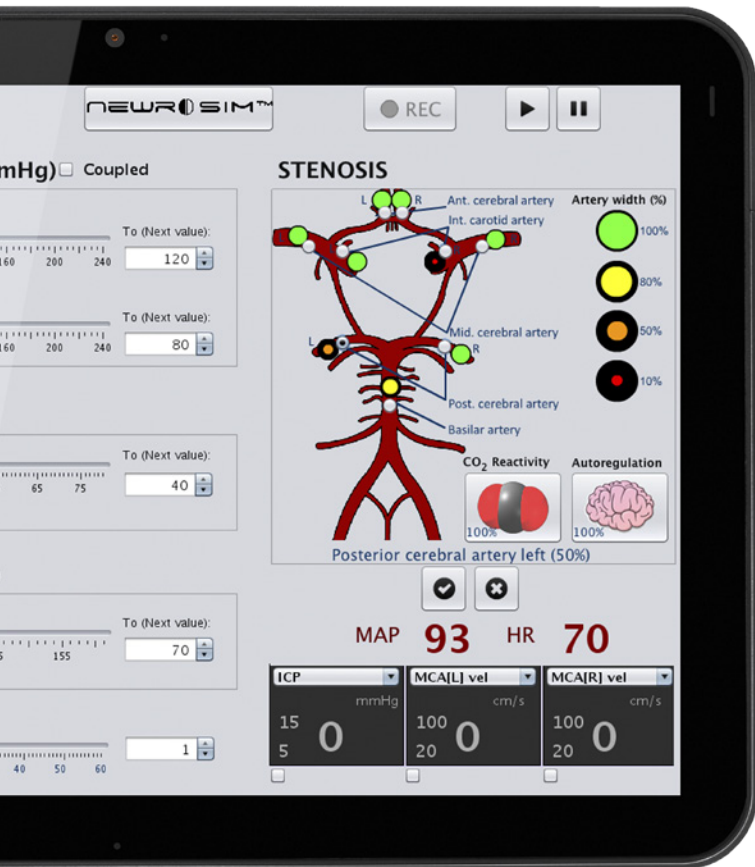 NEWROSIM™
REC
mHg)
Coupled
STENOSIS
To (Next value):
160 200 240
120
To (Next value):
160 200 240
80
To (Next value):
65 75
40
To (Next value):
155
70
1
40 50 60
L R
Ant. cerebral artery
Int. carotid artery
Mid. cerebral artery
L R
Post. cerebral artery
Basilar artery
Artery width (%)
100%
80%
50%
10%
CO₂ Reactivity
100%
Autoregulation
100%
Posterior cerebral artery left (50%)
MAP 93 HR 70
ICP
mmHg
15
5
0
MCA[L] vel
cm/s
100
20
0
MCA[R] vel
cm/s
100
20
0